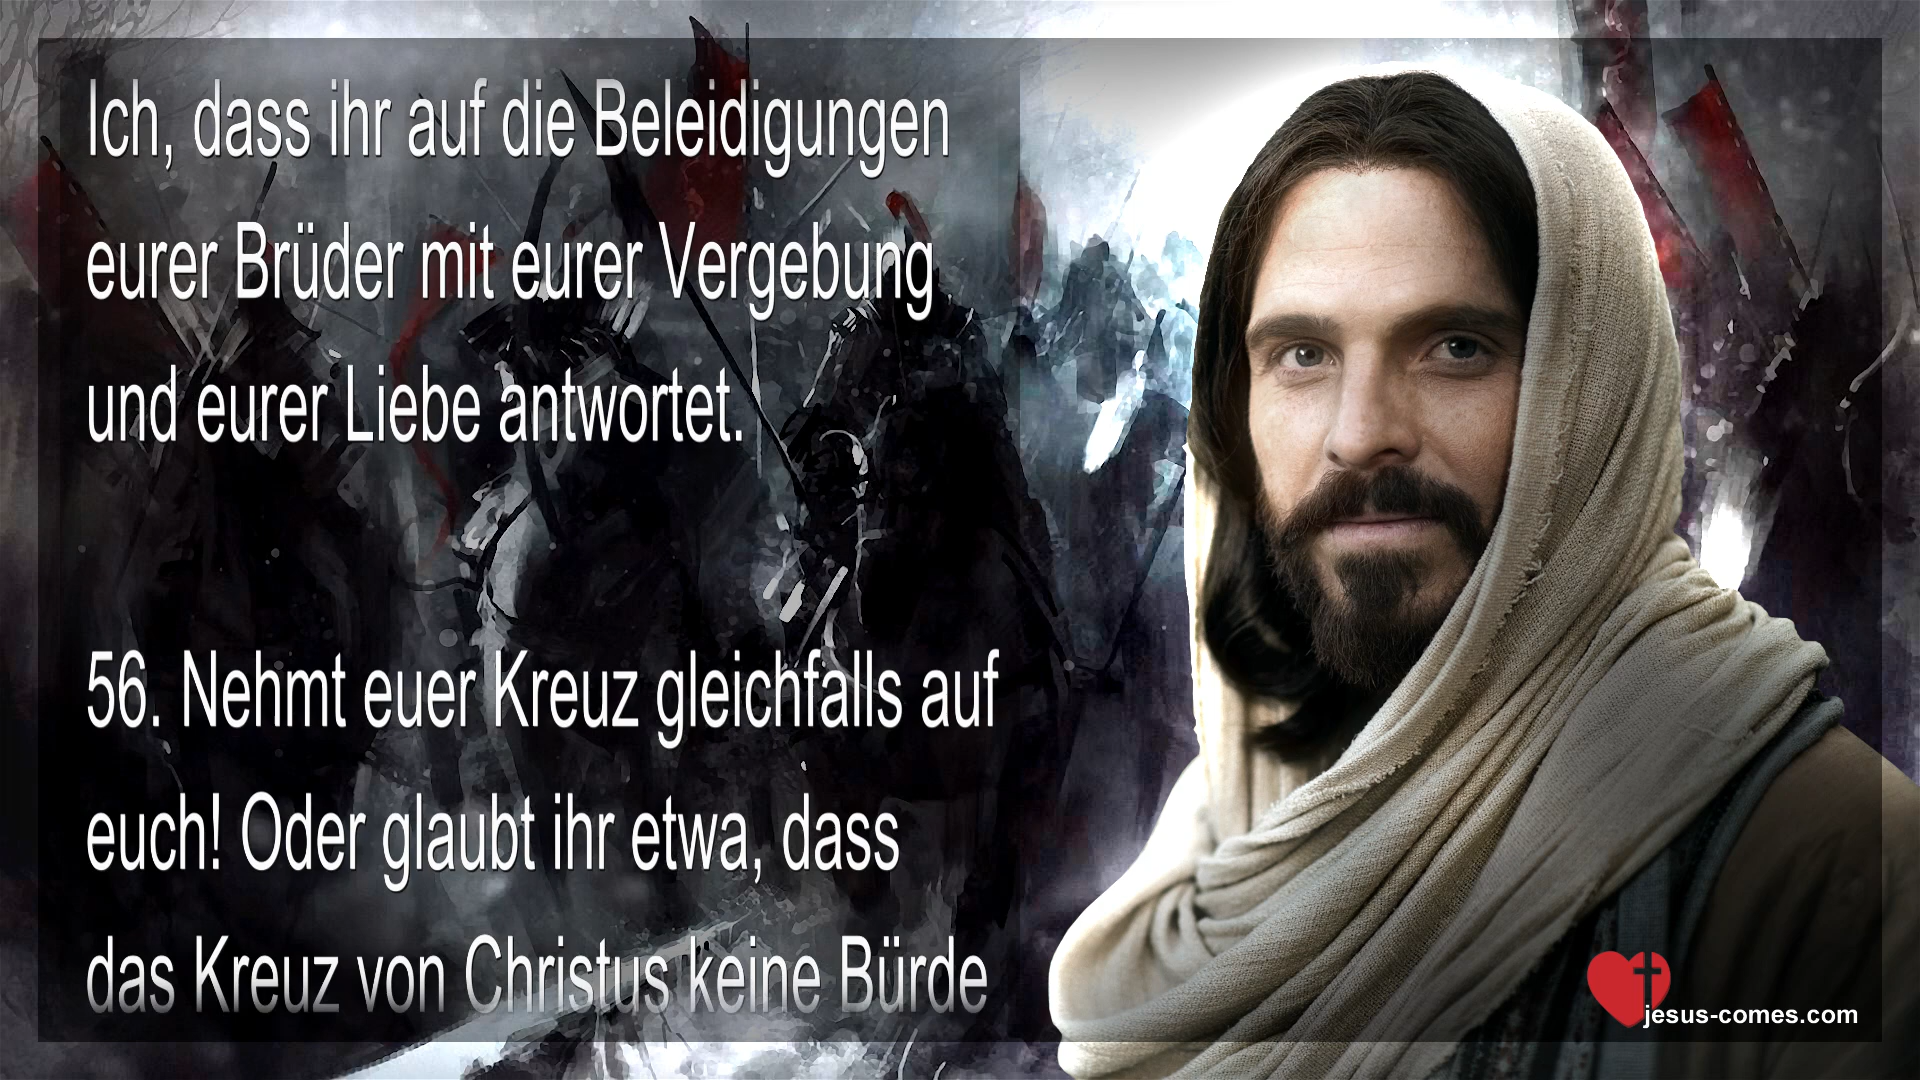 Ich, dass ihr auf die Beleidigungen
eurer Brüder mit eurer Vergebung
und eurer Liebe antwortet.
56. Nehmt euer Kreuz gleichfalls auf
euch! Oder glaubt ihr etwa, dass
das Kreuz von Christus keine Bürde
jesus-comes.com